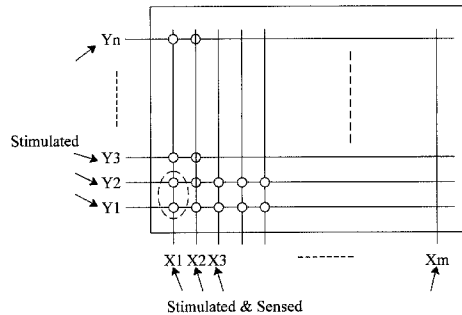 Yn
Stimulated
Y3
Y2
Y1
X1 X2 X3 Xm
Stimulated & Sensed